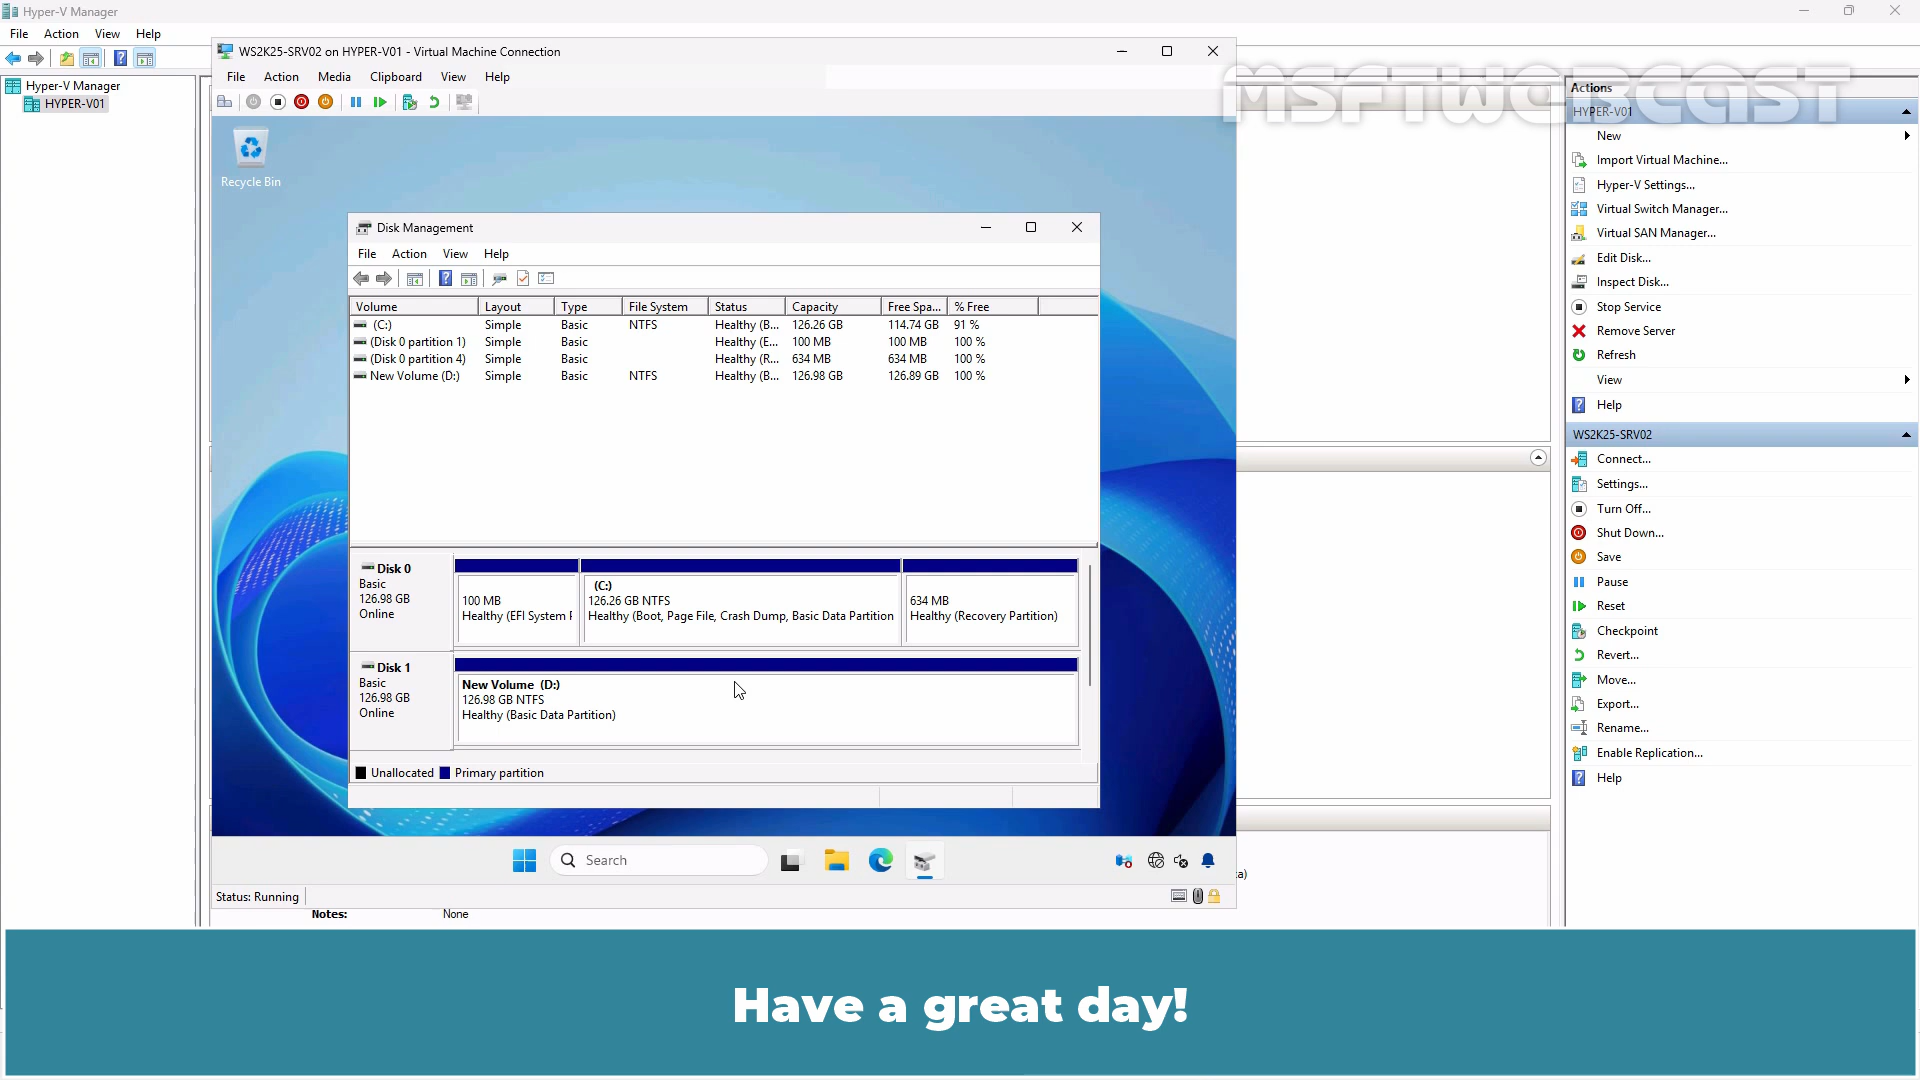 Hyper-V Manager
File Action View Help
Hyper-V Manager
HYPER-V01
WS2K25-SRV02 on HYPER-V01 - Virtual Machine Connection
File Action Media Clipboard View Help
MSFTWEBCAST
Recycle Bin
Disk Management
File Action View Help
Volume Layout Type File System Status Capacity Free Spa... % Free
(C:) Simple Basic NTFS Healthy (B... 126.26 GB 114.74 GB 91 %
(Disk 0 partition 1) Simple Basic Healthy (E... 100 MB 100 MB 100 %
(Disk 0 partition 4) Simple Basic Healthy (R... 634 MB 634 MB 100 %
New Volume (D:) Simple Basic NTFS Healthy (B... 126.98 GB 126.89 GB 100 %
Disk 0
Basic
126.98 GB
Online
100 MB
Healthy (EFI System
(C:)
126.26 GB NTFS
Healthy (Boot, Page File, Crash Dump, Basic Data Partition
634 MB
Healthy (Recovery Partition)
Disk 1
Basic
126.98 GB
Online
New Volume (D:)
126.98 GB NTFS
Healthy (Basic Data Partition)
Unallocated Primary partition
Search
Status: Running
Notes: None
Actions
HYPER-V01
New
Import Virtual Machine...
Hyper-V Settings...
Virtual Switch Manager...
Virtual SAN Manager...
Edit Disk...
Inspect Disk...
Stop Service
Remove Server
Refresh
View
Help
WS2K25-SRV02
Connect...
Settings...
Turn Off...
Shut Down...
Save
Pause
Reset
Checkpoint
Revert...
Move...
Export...
Rename...
Enable Replication...
Help
Have a great day!